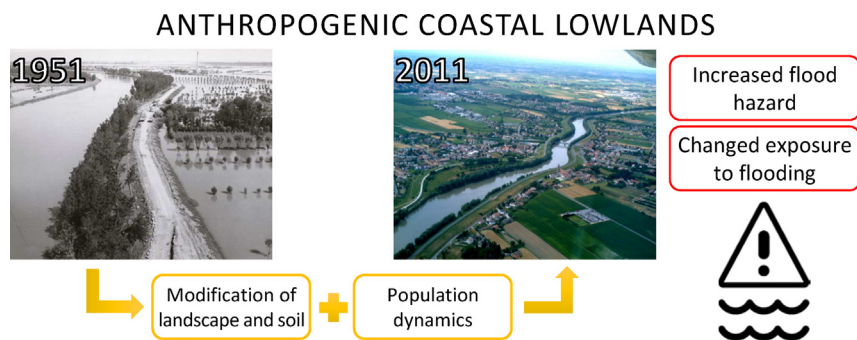 ANTHROPOGENIC COASTAL LOWLANDS
1951
2011
Increased flood
hazard
Changed exposure
to flooding
Modification of
landscape and soil
Population
dynamics